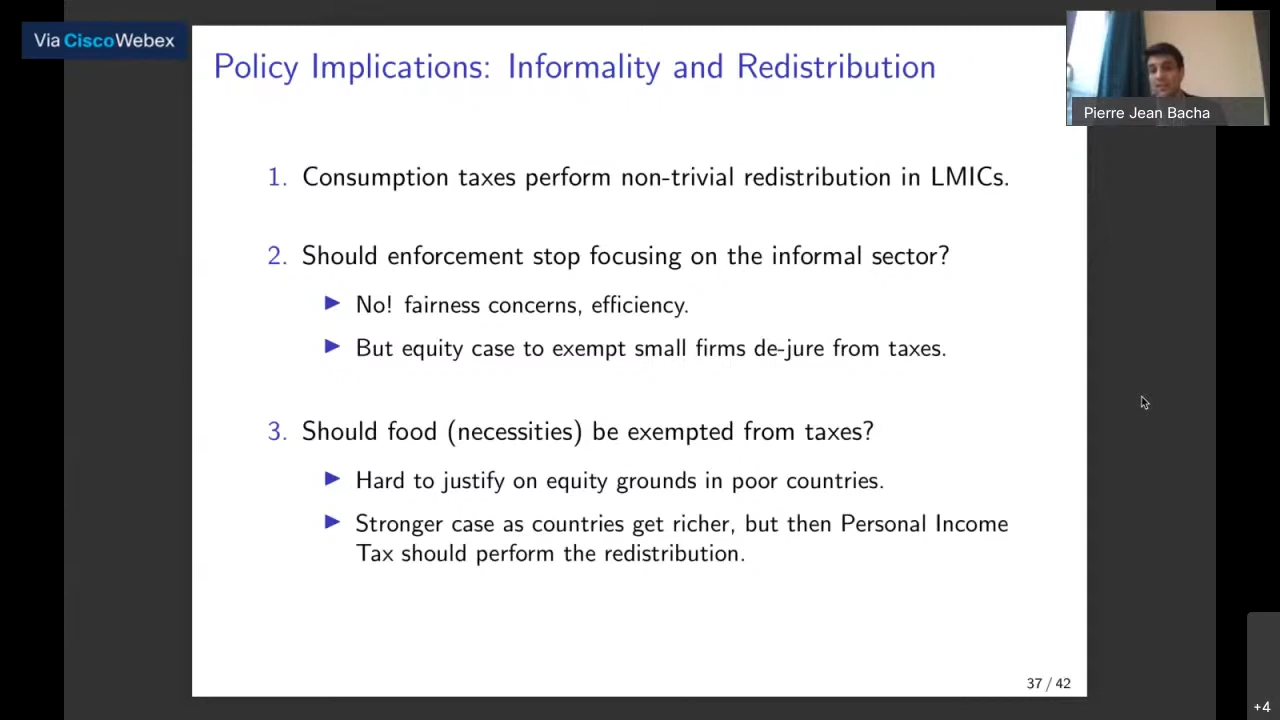 Via Cisco Webex
Policy Implications: Informality and Redistribution
Pierre Jean Bacha
1. Consumption taxes perform non-trivial redistribution in LMICs.
2. Should enforcement stop focusing on the informal sector?
▶ No! fairness concerns, efficiency.
▶ But equity case to exempt small firms de-jure from taxes.
3. Should food (necessities) be exempted from taxes?
▶ Hard to justify on equity grounds in poor countries.
▶ Stronger case as countries get richer, but then Personal Income
Tax should perform the redistribution.
37 / 42
+4